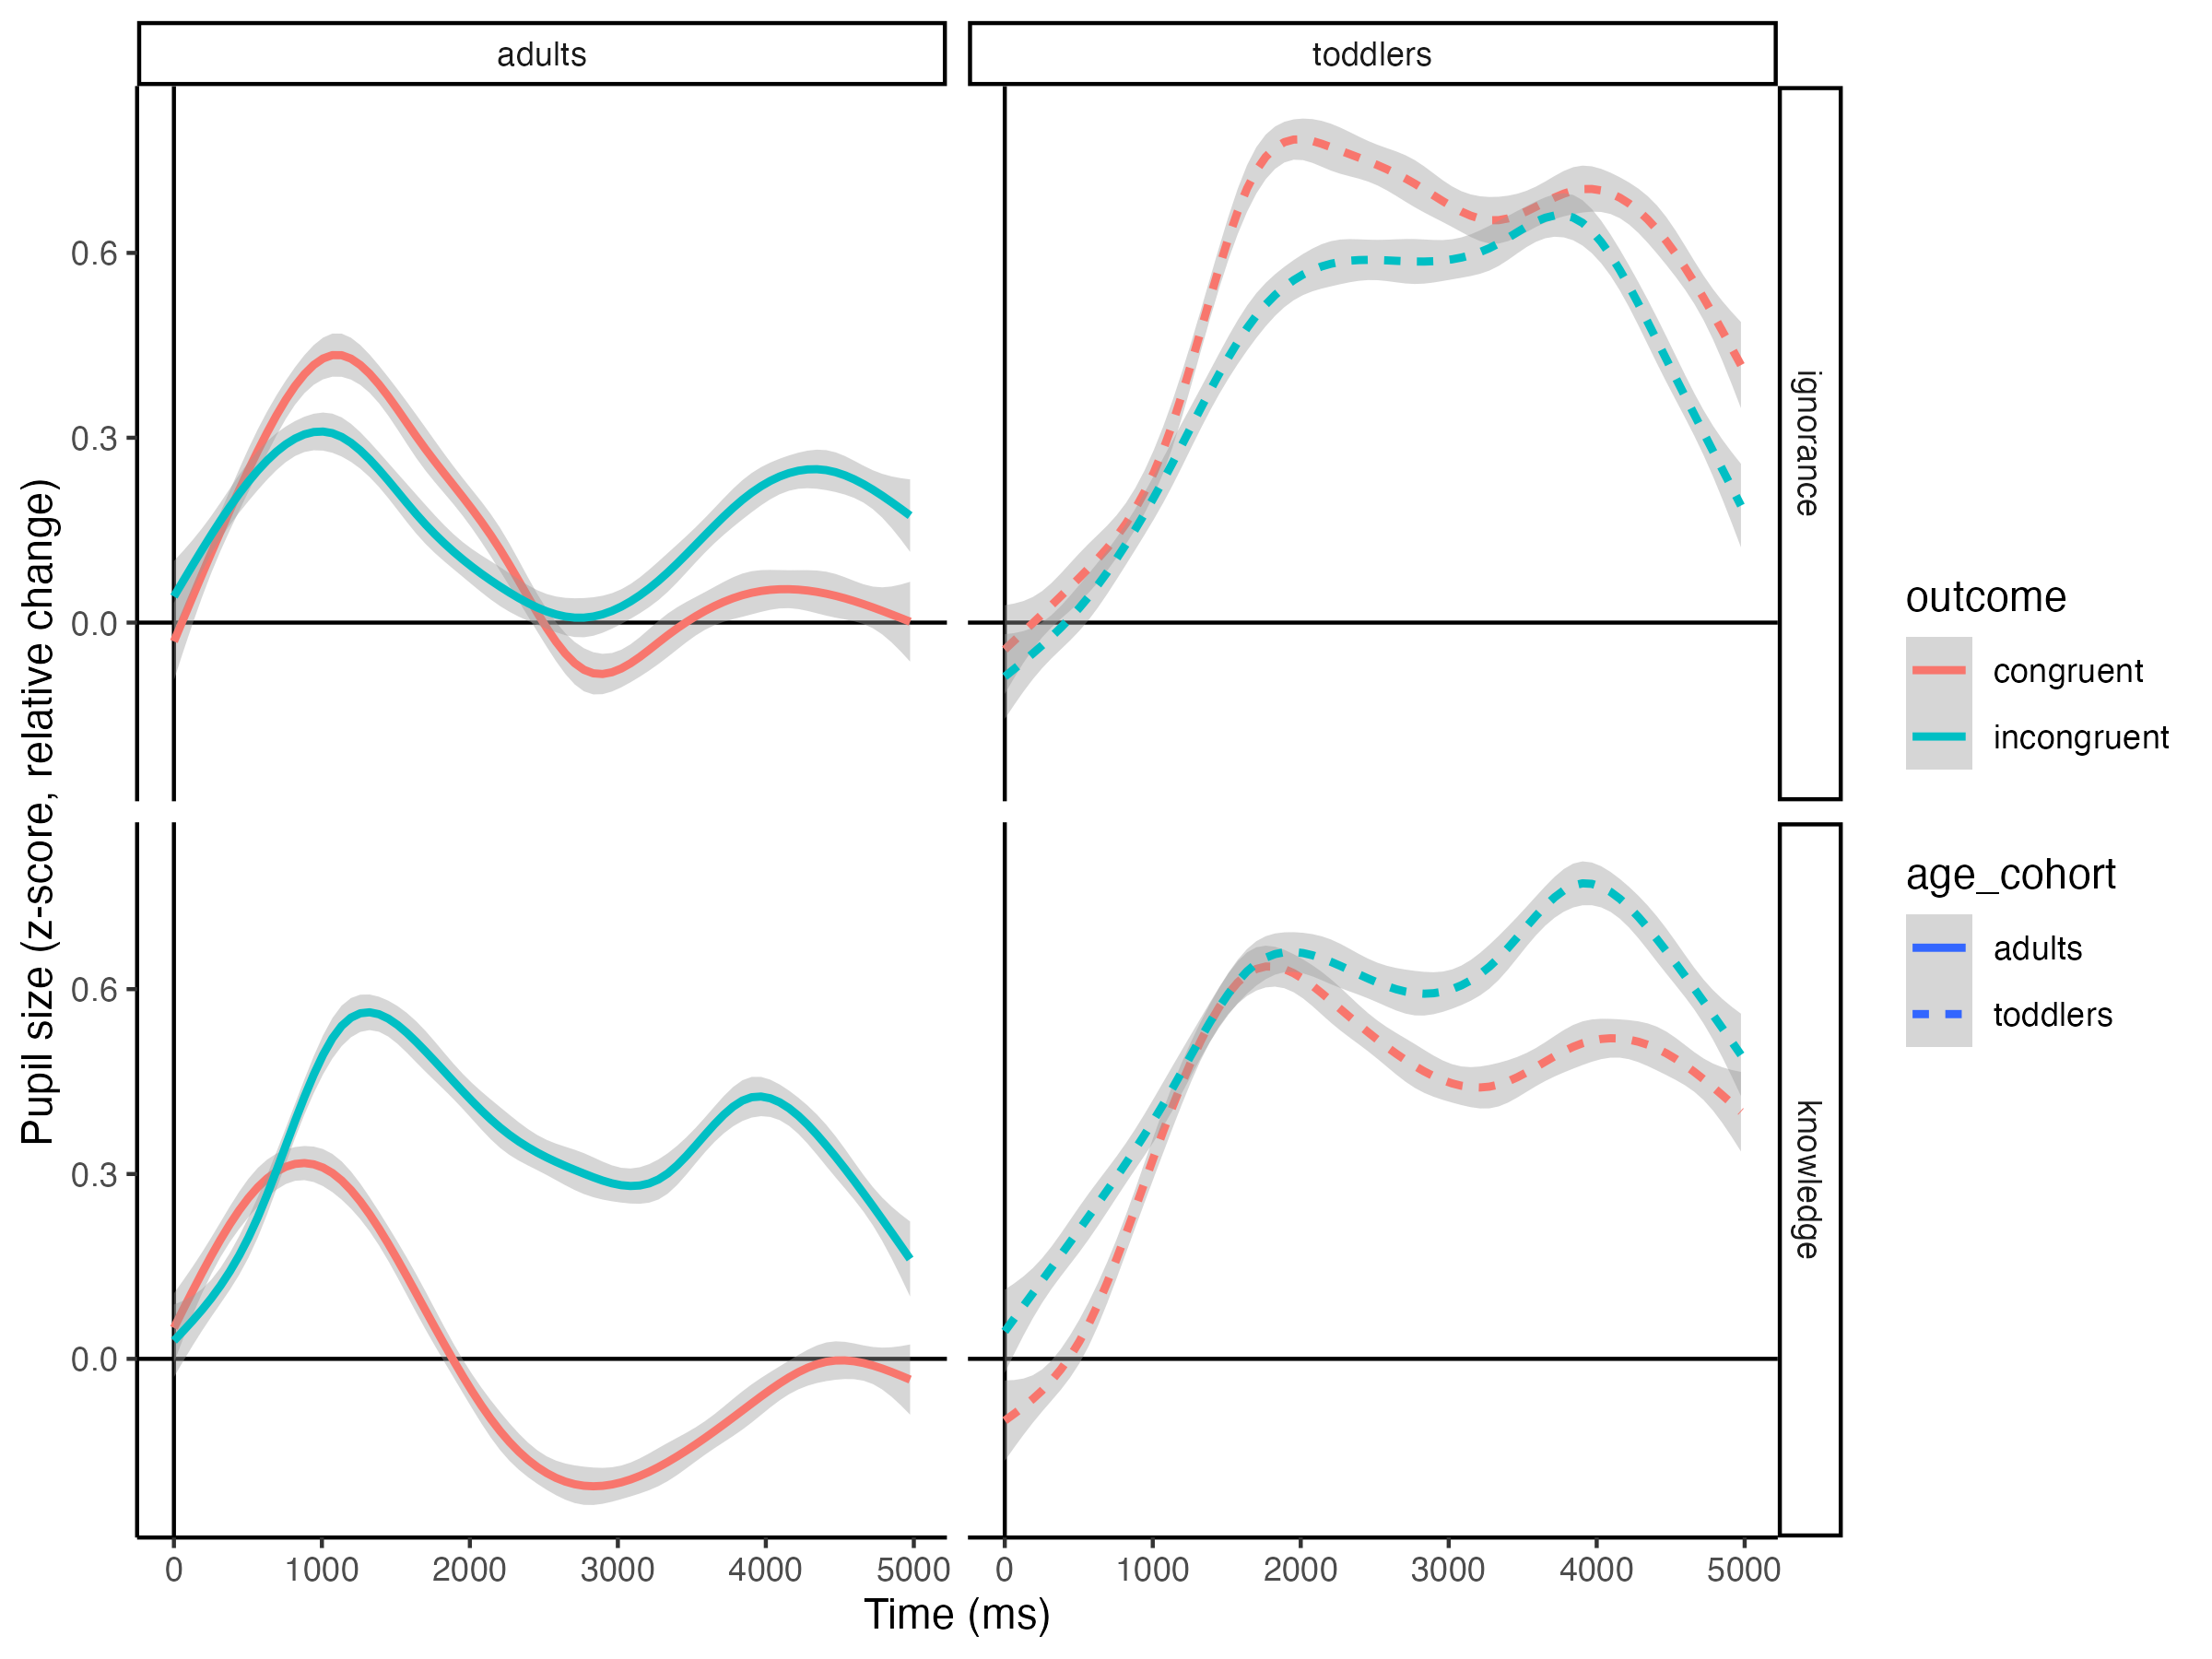 adults
toddlers
ignorance
knowledge
Pupil size (z-score, relative change)
0.6
0.3
0.0
0.6
0.3
0.0
0 1000 2000 3000 4000 5000
0 1000 2000 3000 4000 5000
Time (ms)
outcome
congruent
incongruent
age_cohort
adults
toddlers